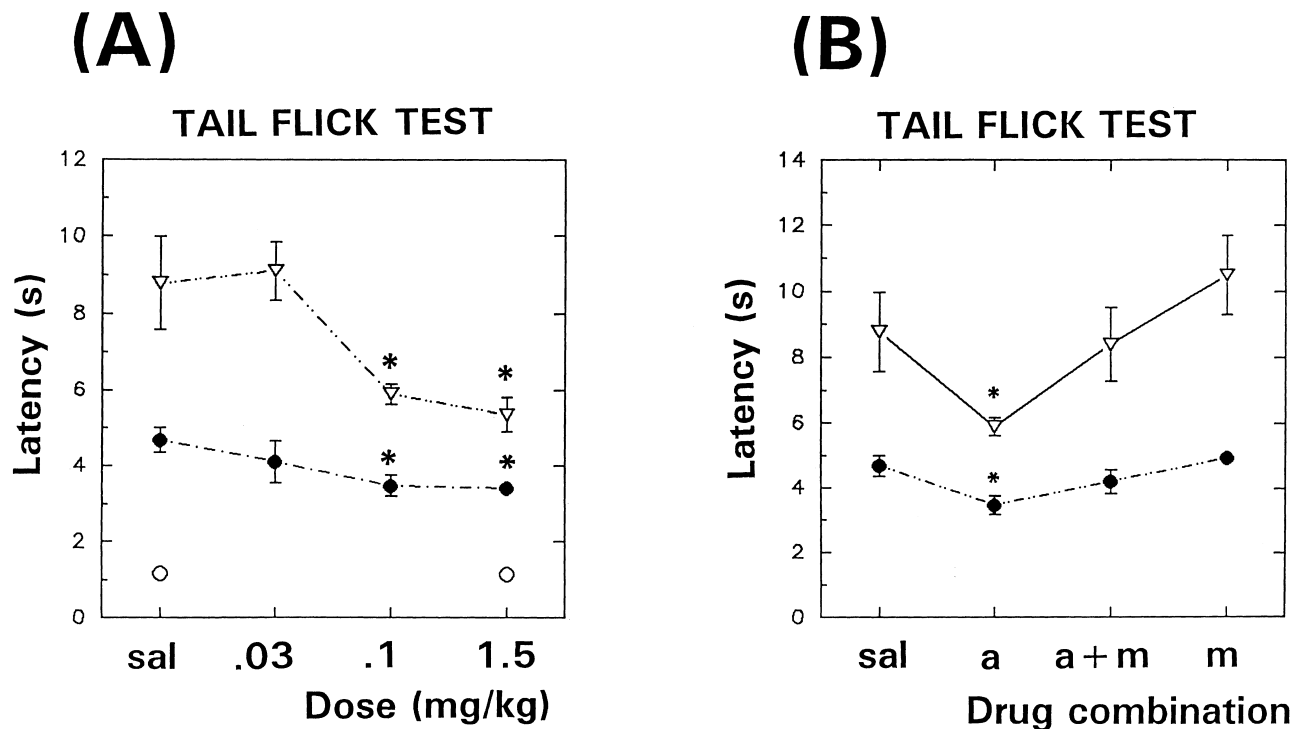 (A)
TAIL FLICK TEST
12
10
8
6
4
2
0
Latency (s)
* *
* *
sal .03 .1 1.5
Dose (mg/kg)
(B)
TAIL FLICK TEST
14
12
10
8
6
4
2
0
Latency (s)
*
*
sal a a+m m
Drug combination